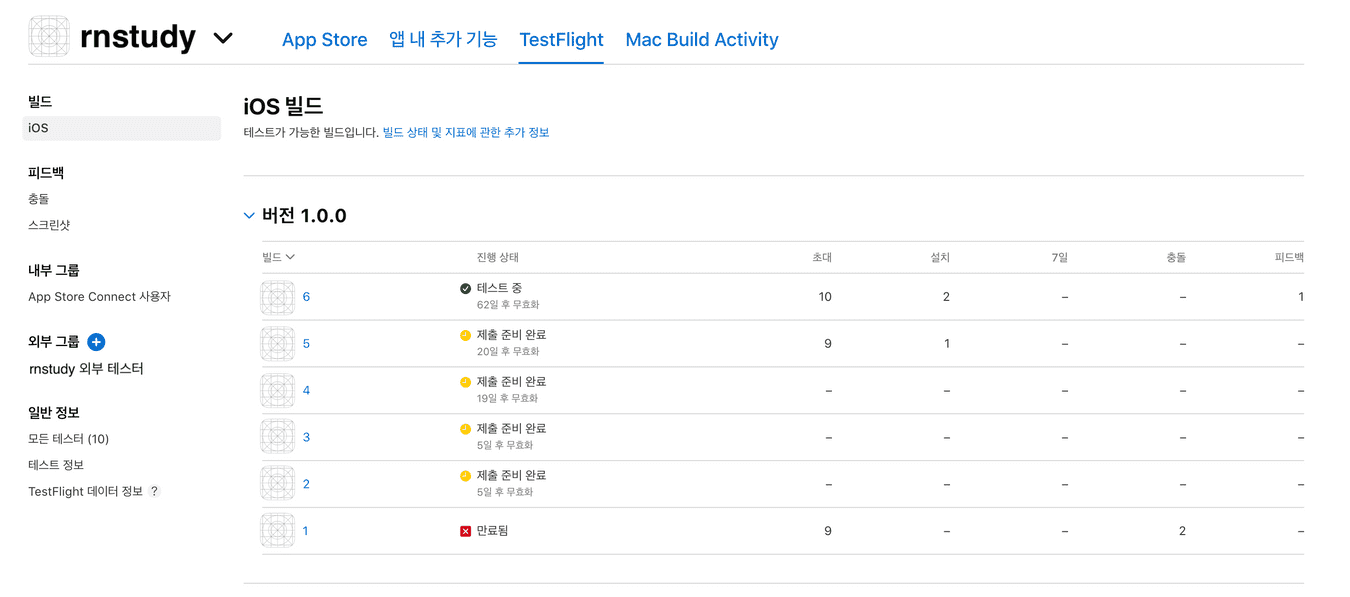 rnstudy
App Store 앱 내 추가 기능 TestFlight Mac Build Activity
빌드
iOS
피드백
충돌
스크린샷
내부 그룹
App Store Connect 사용자
외부 그룹
rnstudy 외부 테스터
일반 정보
모든 테스터 (10)
테스트 정보
TestFlight 데이터 정보 ?
iOS 빌드
테스트가 가능한 빌드입니다. 빌드 상태 및 지표에 관한 추가 정보
버전 1.0.0
빌드 진행 상태 초대 설치 7일 충돌 피드백
6 테스트 중 10 2 – – 1
62일 후 무효화
5 제출 준비 완료 9 1 – – –
20일 후 무효화
4 제출 준비 완료 – – – – –
19일 후 무효화
3 제출 준비 완료 – – – – –
5일 후 무효화
2 제출 준비 완료 – – – – –
5일 후 무효화
1 만료됨 9 – – 2 –